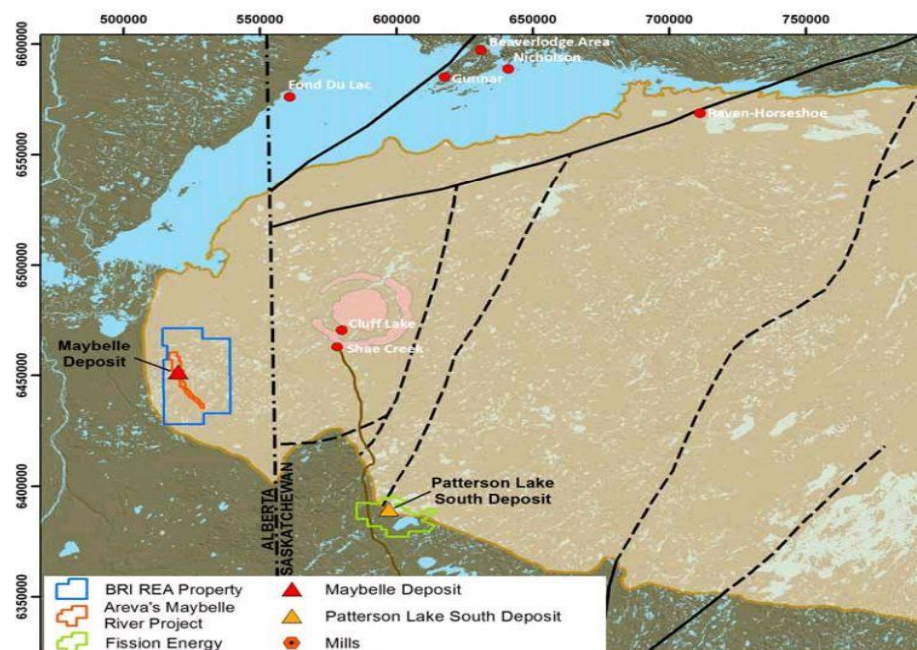 500000 550000 600000 650000 700000 750000
6600000
6550000
6500000
6450000
6400000
6350000
Beaverlodge Area
Nicholson
Gunnar
Fond Du Lac
Raven-Horseshoe
Cluff Lake
Shae Creek
Maybelle
Deposit
Patterson Lake
South Deposit
ALBERTA
SASKATCHEWAN
BRI REA Property
Areva's Maybelle
River Project
Fission Energy
Maybelle Deposit
Patterson Lake South Deposit
Mills